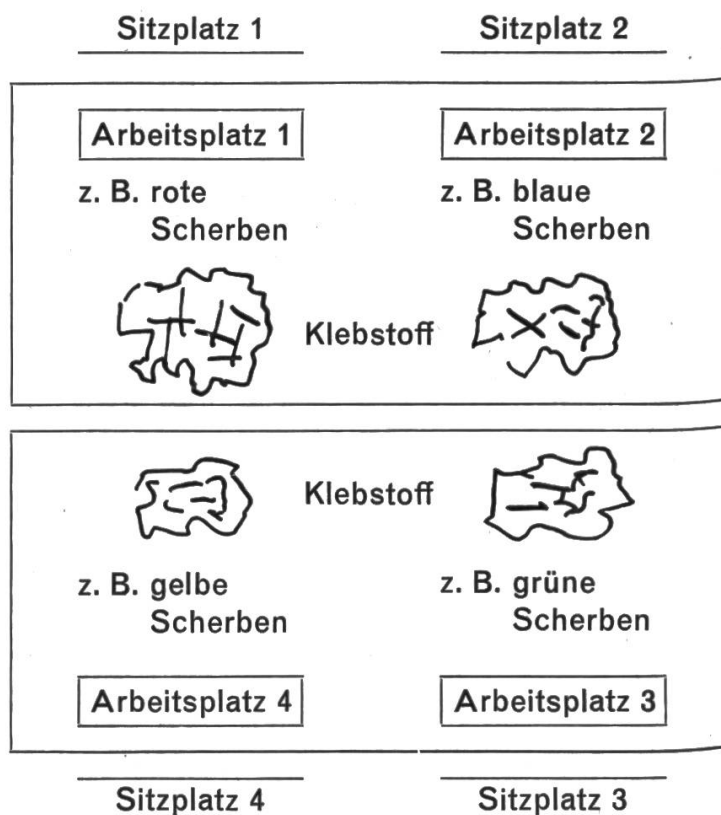 Sitzplatz 1
Sitzplatz 2
Arbeitsplatz 1
Arbeitsplatz 2
z. B. rote
Scherben
z. B. blaue
Scherben
Klebstoff
Klebstoff
z. B. gelbe
Scherben
z. B. grüne
Scherben
Arbeitsplatz 4
Arbeitsplatz 3
Sitzplatz 4
Sitzplatz 3